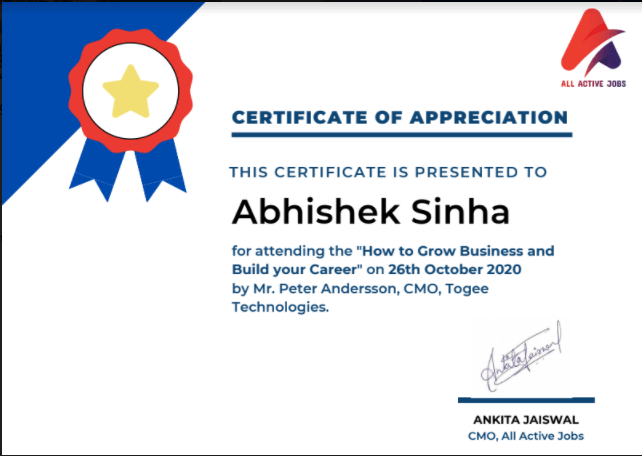 ALL ACTIVE JOBS
CERTIFICATE OF APPRECIATION
THIS CERTIFICATE IS PRESENTED TO
Abhishek Sinha
for attending the "How to Grow Business and
Build your Career" on 26th October 2020
by Mr. Peter Andersson, CMO, Togee
Technologies.
Ankita Jaiswal
ANKITA JAISWAL
CMO, All Active Jobs